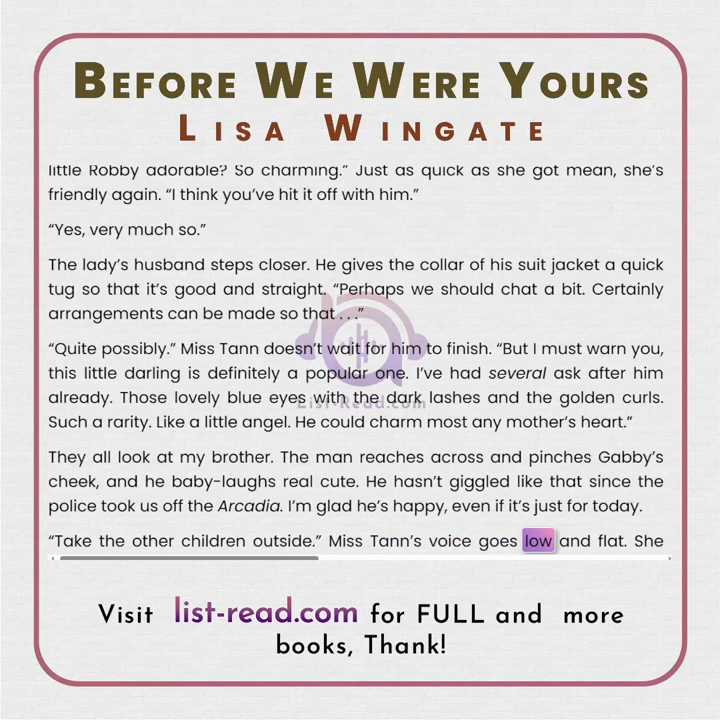 BEFORE WE WERE YOURS
LISA WINGATE
little Robby adorable? So charming.” Just as quick as she got mean, she’s
friendly again. “I think you’ve hit it off with him.”
“Yes, very much so.”
The lady’s husband steps closer. He gives the collar of his suit jacket a quick
tug so that it’s good and straight. “Perhaps we should chat a bit. Certainly
arrangements can be made so that . . .”
“Quite possibly.” Miss Tann doesn’t wait for him to finish. “But I must warn you,
this little darling is definitely a popular one. I’ve had several ask after him
already. Those lovely blue eyes with the dark lashes and the golden curls.
List-Read.com
Such a rarity. Like a little angel. He could charm most any mother’s heart.”
They all look at my brother. The man reaches across and pinches Gabby’s
cheek, and he baby-laughs real cute. He hasn’t giggled like that since the
police took us off the Arcadia. I’m glad he’s happy, even if it’s just for today.
“Take the other children outside.” Miss Tann’s voice goes low and flat. She
Visit list-read.com for FULL and more
books, Thank!